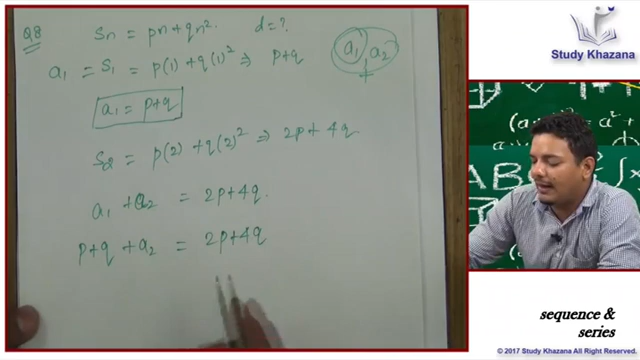 Q8 Sn = pn + qn². d = ?
a₁ = S₁ = p(1) + q(1)² ⇒ p+q
a₁ a₂
a₁ = p+q
S₂ = p(2) + q(2)² ⇒ 2p + 4q
a₁ + a₂ = 2p+4q.
p+q + a₂ = 2p+4q
Study Khazana
sequence &
series
© 2017 Study Khazana All Right Reserved.